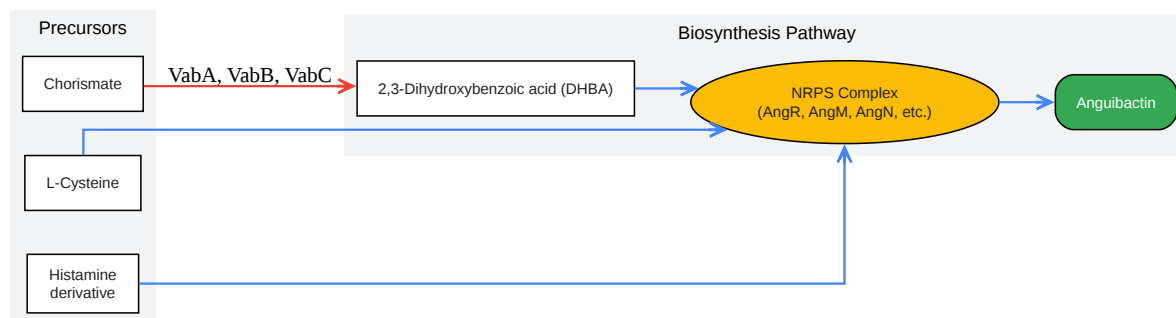 Precursors
Biosynthesis Pathway
Chorismate
VabA, VabB, VabC
2,3-Dihydroxybenzoic acid (DHBA)
NRPS Complex
(AngR, AngM, AngN, etc.)
Anguibactin
L-Cysteine
Histamine
derivative